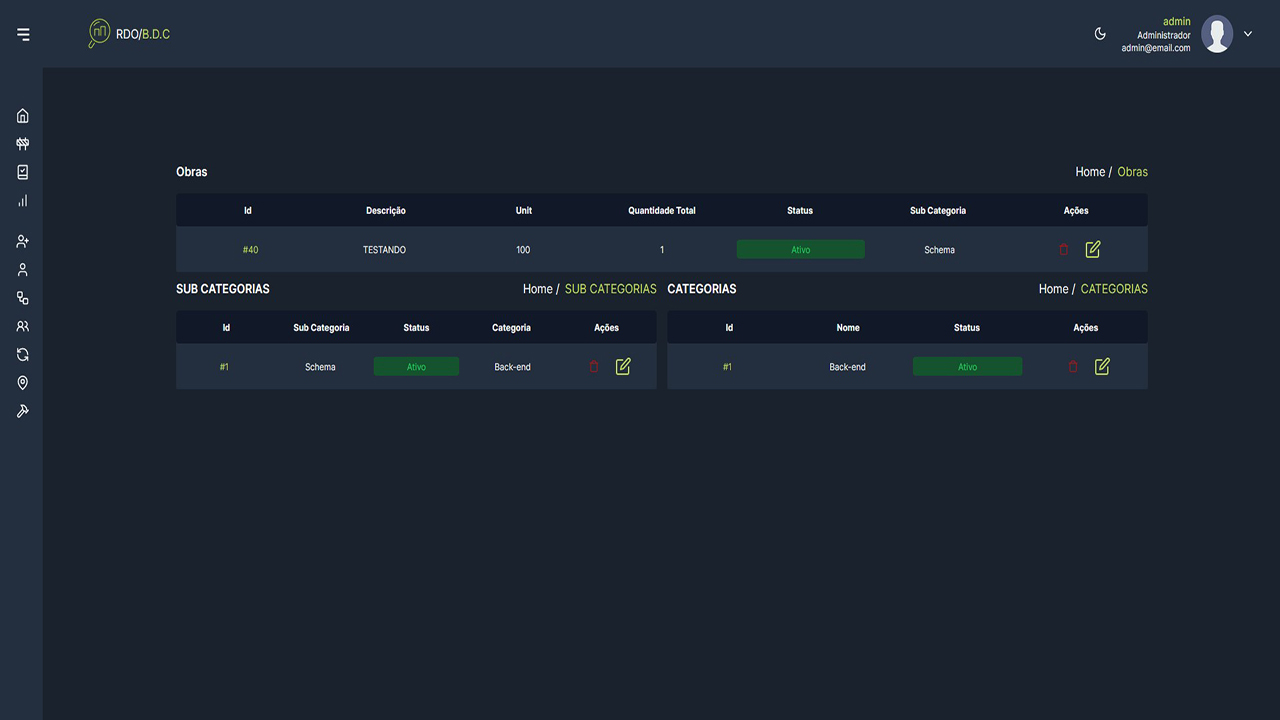 RDO/B.D.C
admin
Administrador
admin@email.com
Obras
Home / Obras
Id Descrição Unit Quantidade Total Status Sub Categoria Ações
#40 TESTANDO 100 1 Ativo Schema
SUB CATEGORIAS
Home / SUB CATEGORIAS
Id Sub Categoria Status Categoria Ações
#1 Schema Ativo Back-end
CATEGORIAS
Home / CATEGORIAS
Id Nome Status Ações
#1 Back-end Ativo